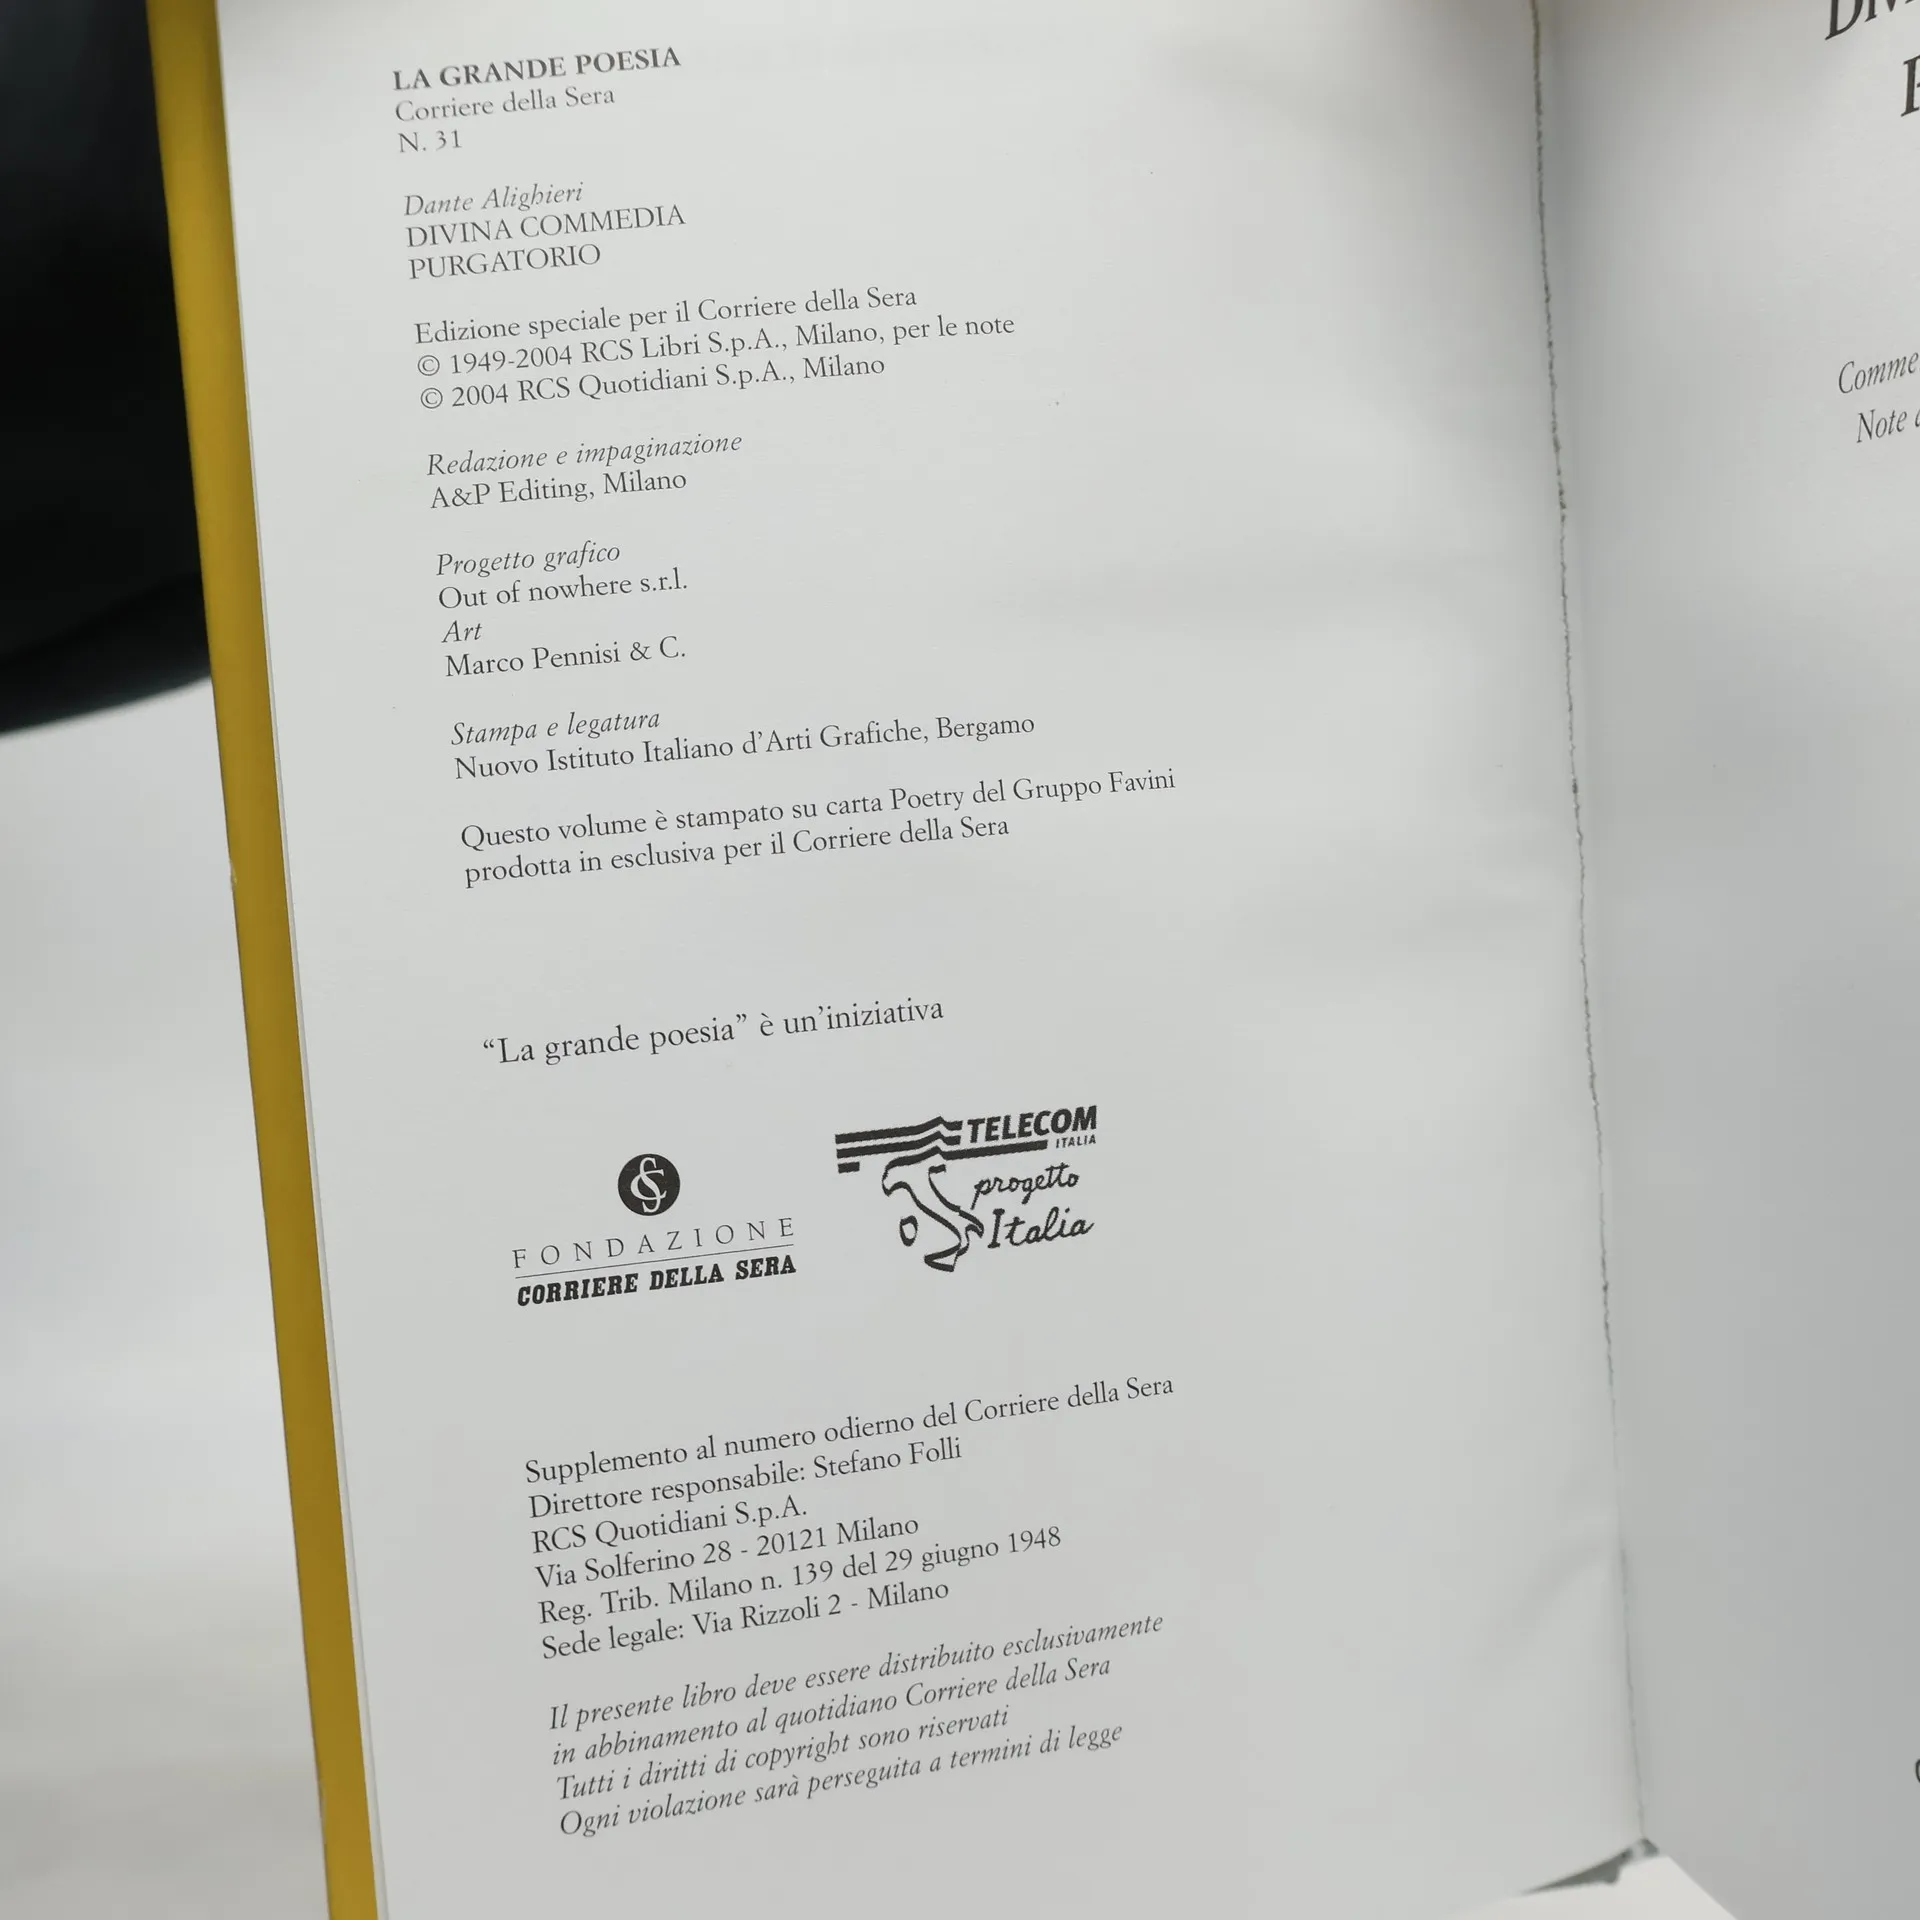 LA GRANDE POESIA
Corriere della Sera
N. 31
Dante Alighieri
DIVINA COMMEDIA
PURGATORIO
Edizione speciale per il Corriere della Sera
© 1949-2004 RCS Libri S.p.A., Milano, per le note
© 2004 RCS Quotidiani S.p.A., Milano
Redazione e impaginazione
A&P Editing, Milano
Progetto grafico
Out of nowhere s.r.l.
Art
Marco Pennisi & C.
Stampa e legatura
Nuovo Istituto Italiano d'Arti Grafiche, Bergamo
Questo volume è stampato su carta Poetry del Gruppo Favini
prodotta in esclusiva per il Corriere della Sera
“La grande poesia” è un'iniziativa
FONDAZIONE
CORRIERE DELLA SERA
TELECOM
ITALIA
progetto
Italia
Supplemento al numero odierno del Corriere della Sera
Direttore responsabile: Stefano Folli
RCS Quotidiani S.p.A.
Via Solferino 28 - 20121 Milano
Reg. Trib. Milano n. 139 del 29 giugno 1948
Sede legale: Via Rizzoli 2 - Milano
Il presente libro deve essere distribuito esclusivamente
in abbinamento al quotidiano Corriere della Sera
Tutti i diritti di copyright sono riservati
Ogni violazione sarà perseguita a termini di legge
Comme
Note